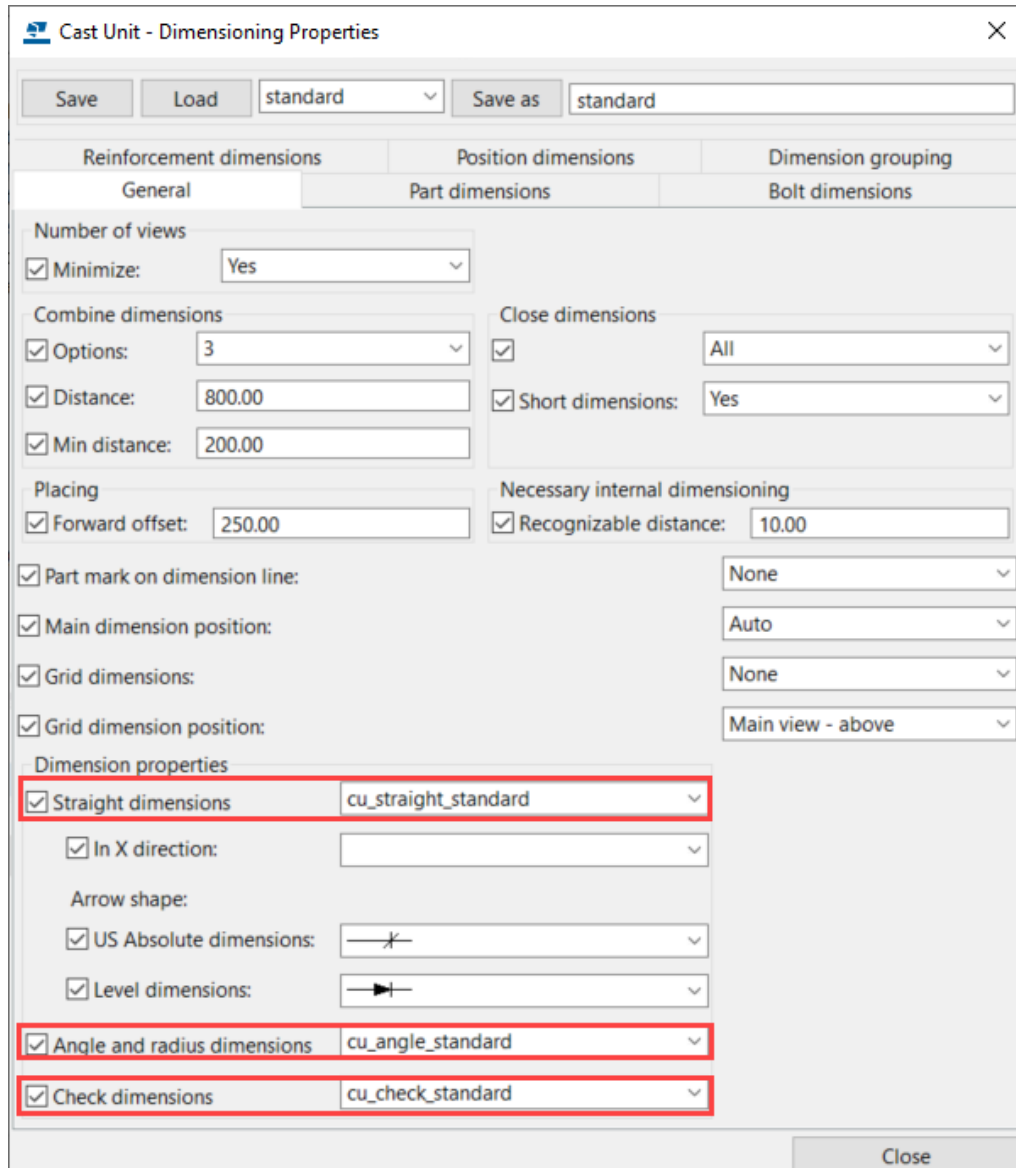 Cast Unit - Dimensioning Properties
Save Load standard Save as standard
Reinforcement dimensions Position dimensions Dimension grouping
General Part dimensions Bolt dimensions
Number of views
Minimize: Yes
Combine dimensions Close dimensions
Options: 3 All
Distance: 800.00 Short dimensions: Yes
Min distance: 200.00
Placing Necessary internal dimensioning
Forward offset: 250.00 Recognizable distance: 10.00
Part mark on dimension line: None
Main dimension position: Auto
Grid dimensions: None
Grid dimension position: Main view - above
Dimension properties
Straight dimensions cu_straight_standard
In X direction:
Arrow shape:
US Absolute dimensions:
Level dimensions:
Angle and radius dimensions cu_angle_standard
Check dimensions cu_check_standard
Close